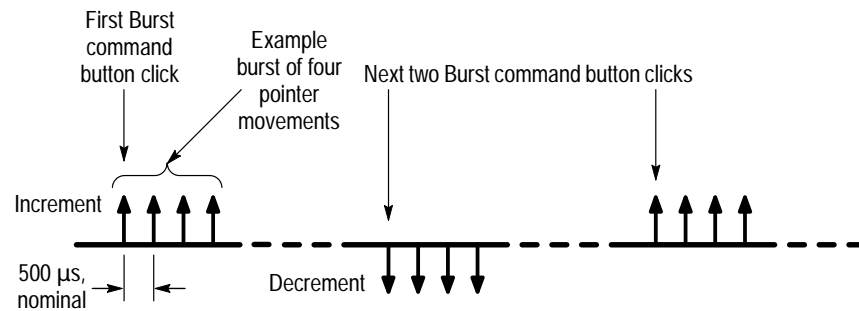 First Burst
command
button click
Example
burst of four
pointer
movements
Next two Burst command button clicks
Increment
500 μs,
nominal
Decrement